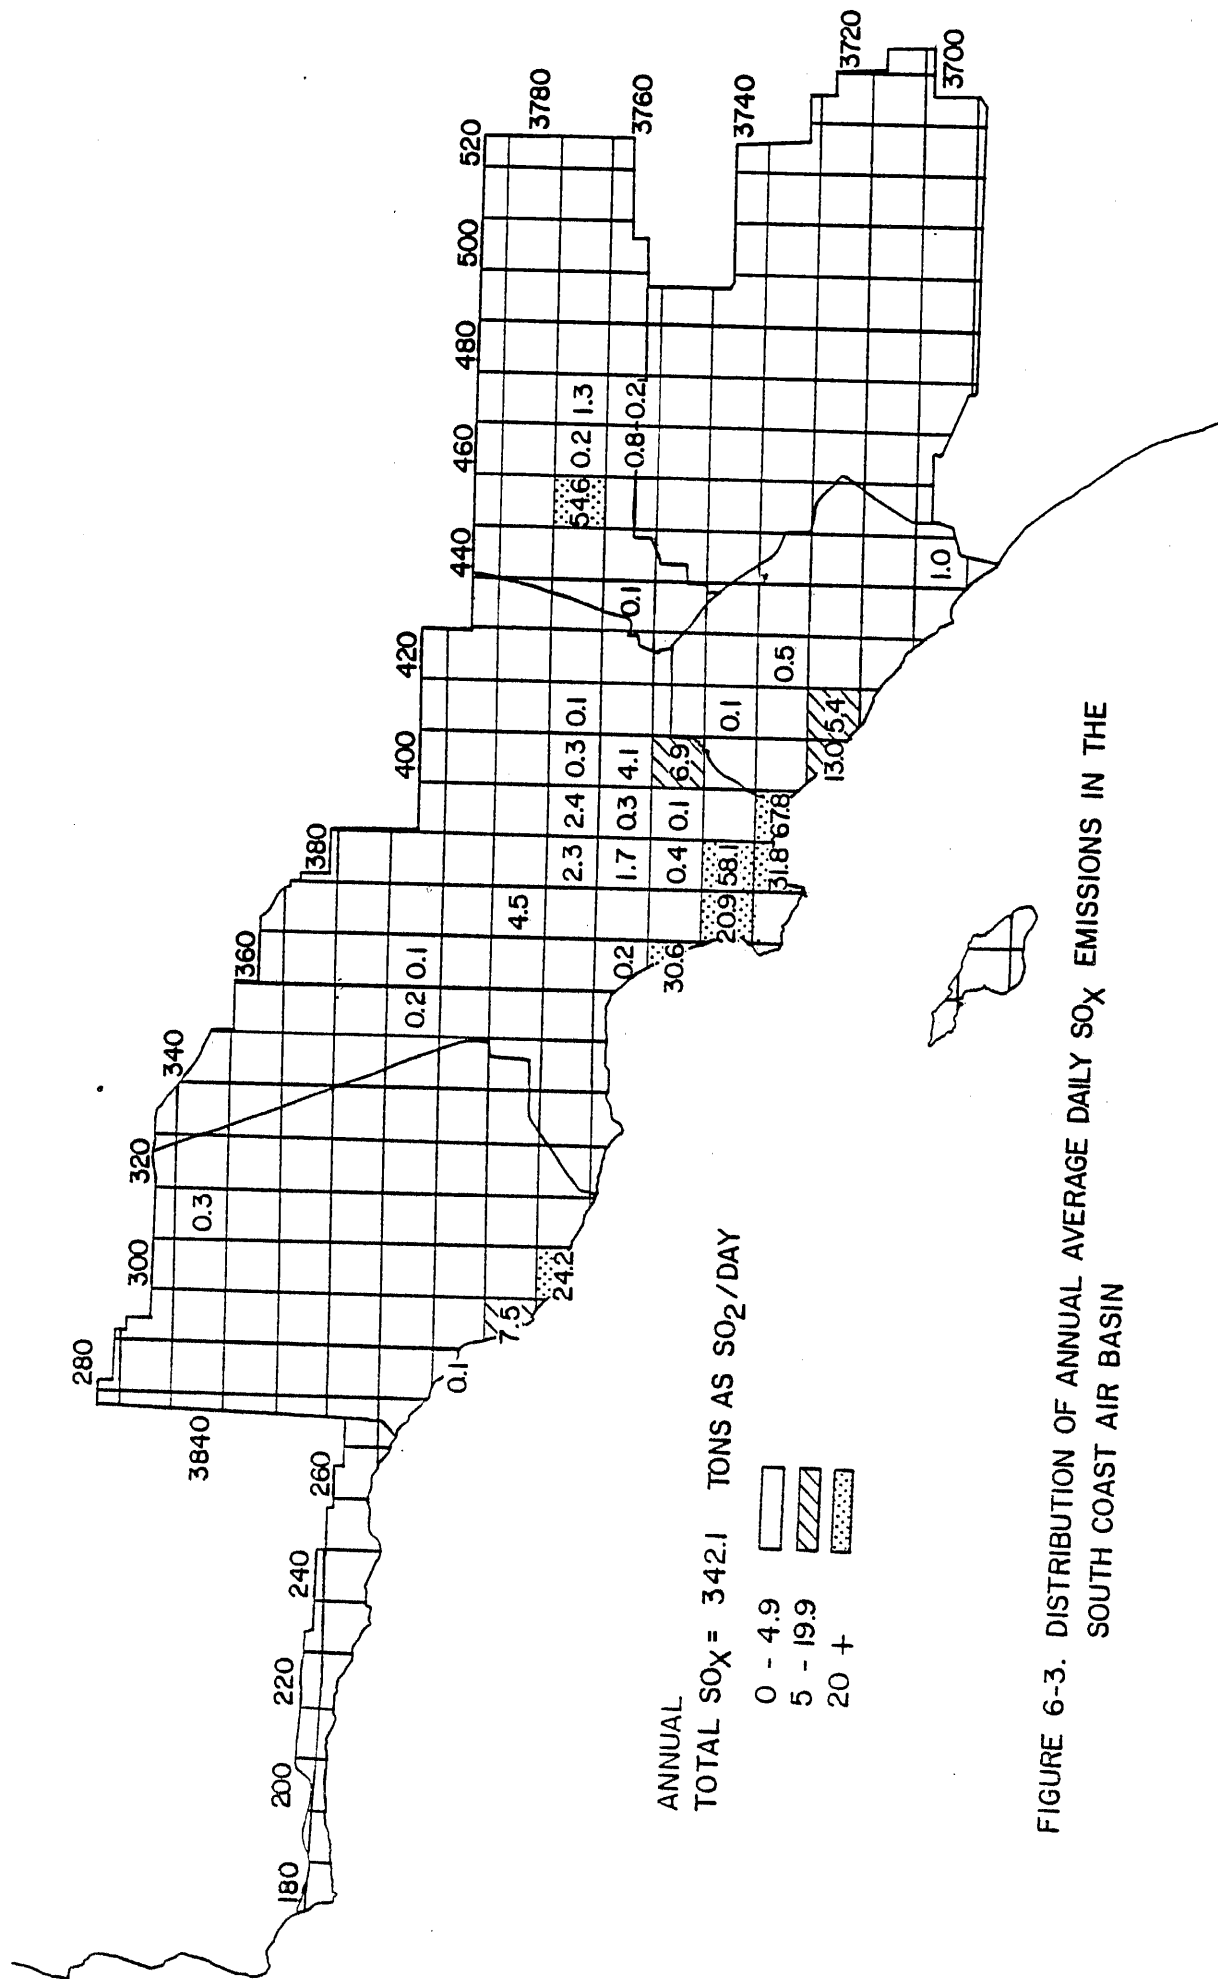 280
300 320
340
3840 0.3
360
180 200 220 240 260 380
400 420
0.2 0.1
0.1 440 460 480 500 520
7.5 4.5
3780
24.2 2.3 2.4 0.3 0.1 54.6 0.2 1.3
0.2 1.7 0.3 4.1 0.1 0.8 0.2 3760
30.6 0.4 0.1 6.9
20.9 58.1 0.1 3740
31.8 67.8 0.5
13.0 5.4 3720
1.0 3700
ANNUAL
TOTAL SOX = 342.1 TONS AS SO2/DAY
0 - 4.9
5 - 19.9
20 +
FIGURE 6-3. DISTRIBUTION OF ANNUAL AVERAGE DAILY SOX EMISSIONS IN THE
SOUTH COAST AIR BASIN